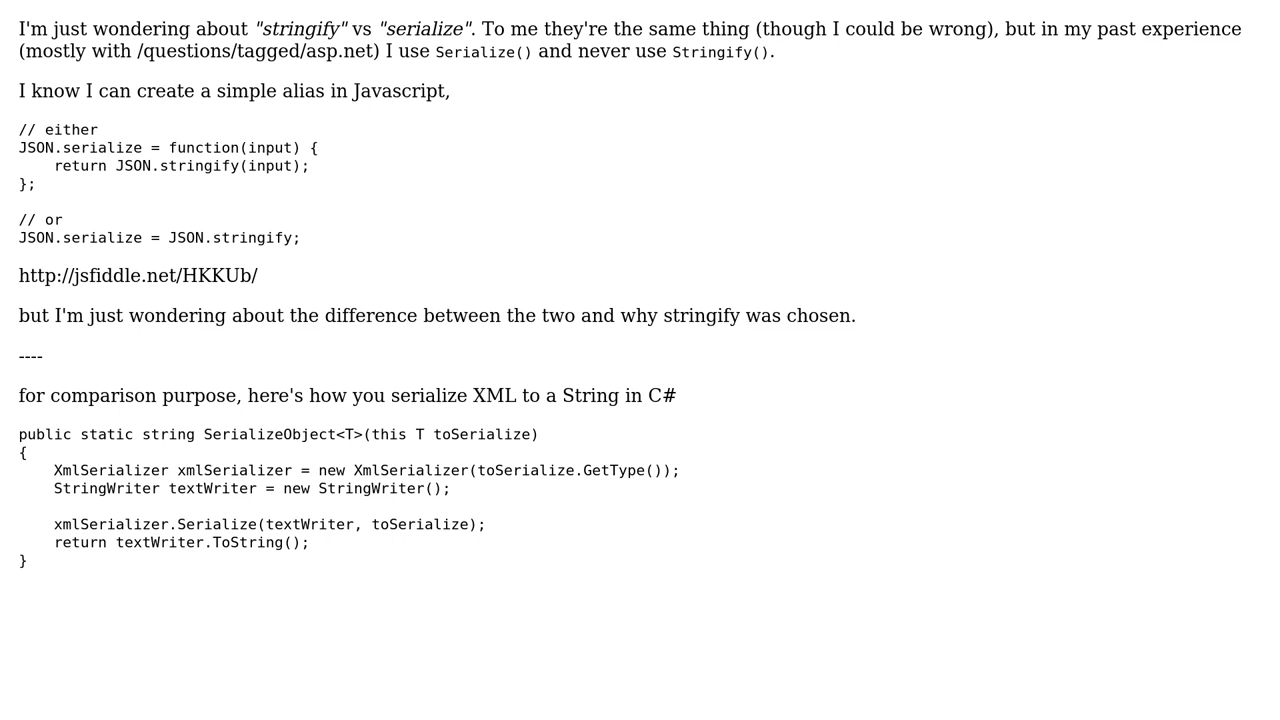 I'm just wondering about "stringify" vs "serialize". To me they're the same thing (though I could be wrong), but in my past experience
(mostly with /questions/tagged/asp.net) I use Serialize() and never use Stringify().
I know I can create a simple alias in Javascript,
// either
JSON.serialize = function(input) {
    return JSON.stringify(input);
};
// or
JSON.serialize = JSON.stringify;
http://jsfiddle.net/HKKUb/
but I'm just wondering about the difference between the two and why stringify was chosen.
----
for comparison purpose, here's how you serialize XML to a String in C#
public static string SerializeObject<T>(this T toSerialize)
{
    XmlSerializer xmlSerializer = new XmlSerializer(toSerialize.GetType());
    StringWriter textWriter = new StringWriter();
    xmlSerializer.Serialize(textWriter, toSerialize);
    return textWriter.ToString();
}